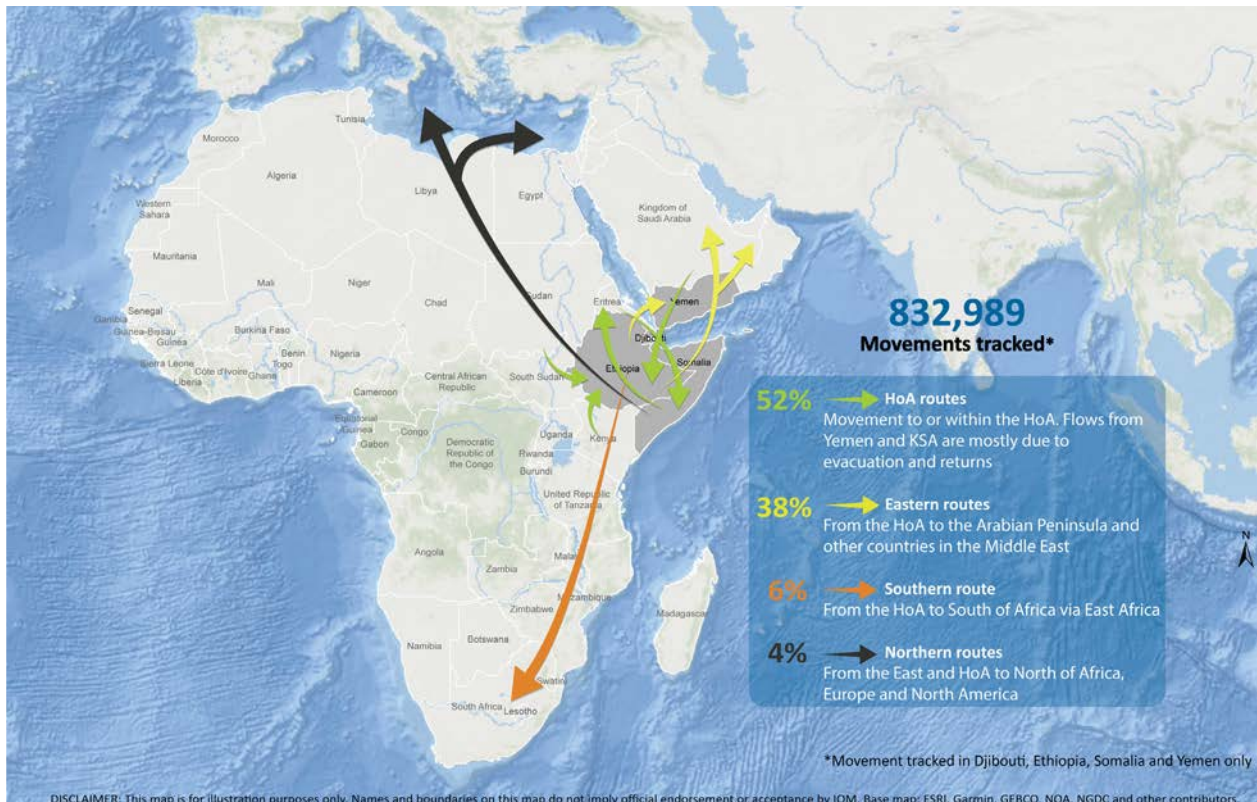 Tunisia
Morocco
Algeria
Libya
Egypt
Western
Sahara
Kingdom of
Saudi Arabia
Mauritania
Mali
Niger
Chad
Sudan
Eritrea
Yemen
Senegal
Gambia
Guinea-Bissau
Guinea
Burkina Faso
Djibouti
Benin
Togo
Nigeria
Sierra Leone
Côte d'Ivoire
Ghana
Liberia
Somalia
Ethiopia
South Sudan
Central African
Republic
Cameroon
Equatorial
Guinea
Gabon
Congo
Democratic
Republic of
the Congo
Uganda
Kenya
Rwanda
Burundi
United Republic
of Tanzania
Angola
Zambia
Malawi
Mozambique
Zimbabwe
Madagascar
Namibia
Botswana
Swatini
South Africa
Lesotho
832,989
Movements tracked*
52% HoA routes
Movement to or within the HoA. Flows from
Yemen and KSA are mostly due to
evacuation and returns
38% Eastern routes
From the HoA to the Arabian Peninsula and
other countries in the Middle East
6% Southern route
From the HoA to South of Africa via East Africa
4% Northern routes
From the East and HoA to North of Africa,
Europe and North America
N
*Movement tracked in Djibouti, Ethiopia, Somalia and Yemen only
DISCLAIMER: This map is for illustration purposes only. Names and boundaries on this map do not imply official endorsement or acceptance by IOM. Base map: ESRI, Garmin, GEBCO, NOA, NGDC and other contributors